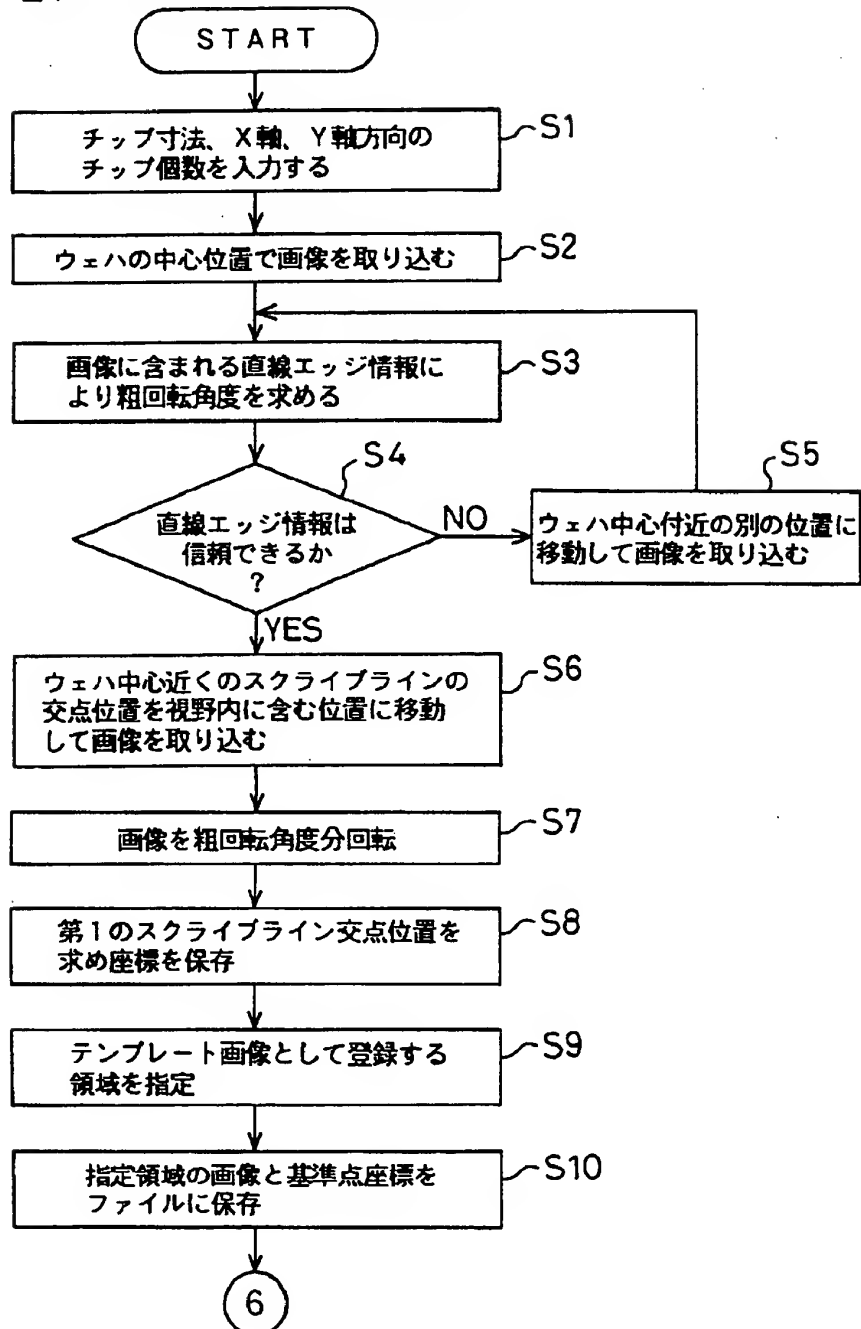 START
チップ寸法、X軸、Y軸方向の
チップ個数を入力する
S1
ウェハの中心位置で画像を取り込む
S2
画像に含まれる直線エッジ情報に
より粗回転角度を求める
S3
S4
直線エッジ情報は
信頼できるか
?
NO
S5
ウェハ中心付近の別の位置に
移動して画像を取り込む
YES
ウェハ中心近くのスクライブラインの
交点位置を視野内に含む位置に移動
して画像を取り込む
S6
画像を粗回転角度分回転
S7
第1のスクライブライン交点位置を
求め座標を保存
S8
テンプレート画像として登録する
領域を指定
S9
指定領域の画像と基準点座標を
ファイルに保存
S10
6